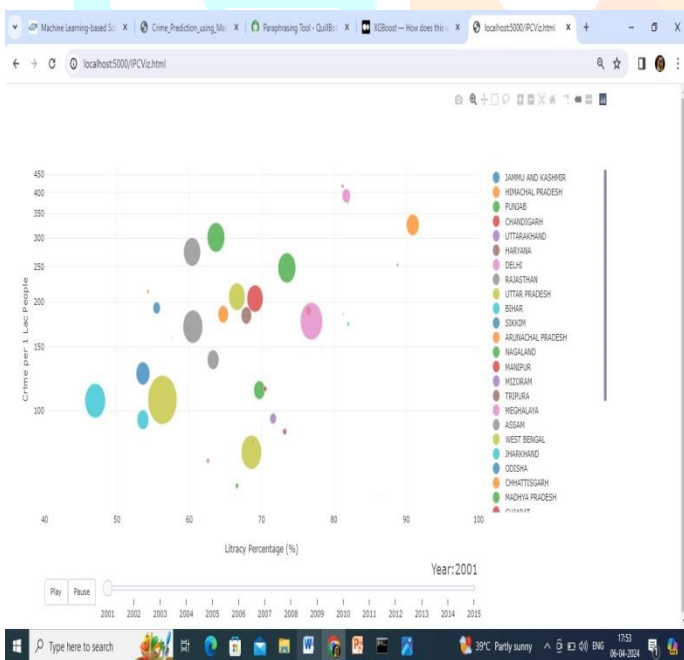 Machine Learning-based So
Crime_Prediction_using_Ma
Paraphrasing Tool - QuillBot
XGBoost — How does this
localhost:5000/IPCViz.html
localhost:5000/IPCViz.html
450
400
350
300
250
200
150
100
Crime per 1 Lac People
40 50 60 70 80 90 100
Litracy Percentage (%)
JAMMU AND KASHMIR
HIMACHAL PRADESH
PUNJAB
CHANDIGARH
UTTARAKHAND
HARYANA
DELHI
RAJASTHAN
UTTAR PRADESH
BIHAR
SIKKIM
ARUNACHAL PRADESH
NAGALAND
MANIPUR
MIZORAM
TRIPURA
MEGHALAYA
ASSAM
WEST BENGAL
JHARKHAND
ODISHA
CHHATTISGARH
MADHYA PRADESH
GUJARAT
Year:2001
Play Pause
2001 2002 2003 2004 2005 2006 2007 2008 2009 2010 2011 2012 2013 2014 2015
Type here to search
39°C Partly sunny
ENG
17:53
06-04-2024